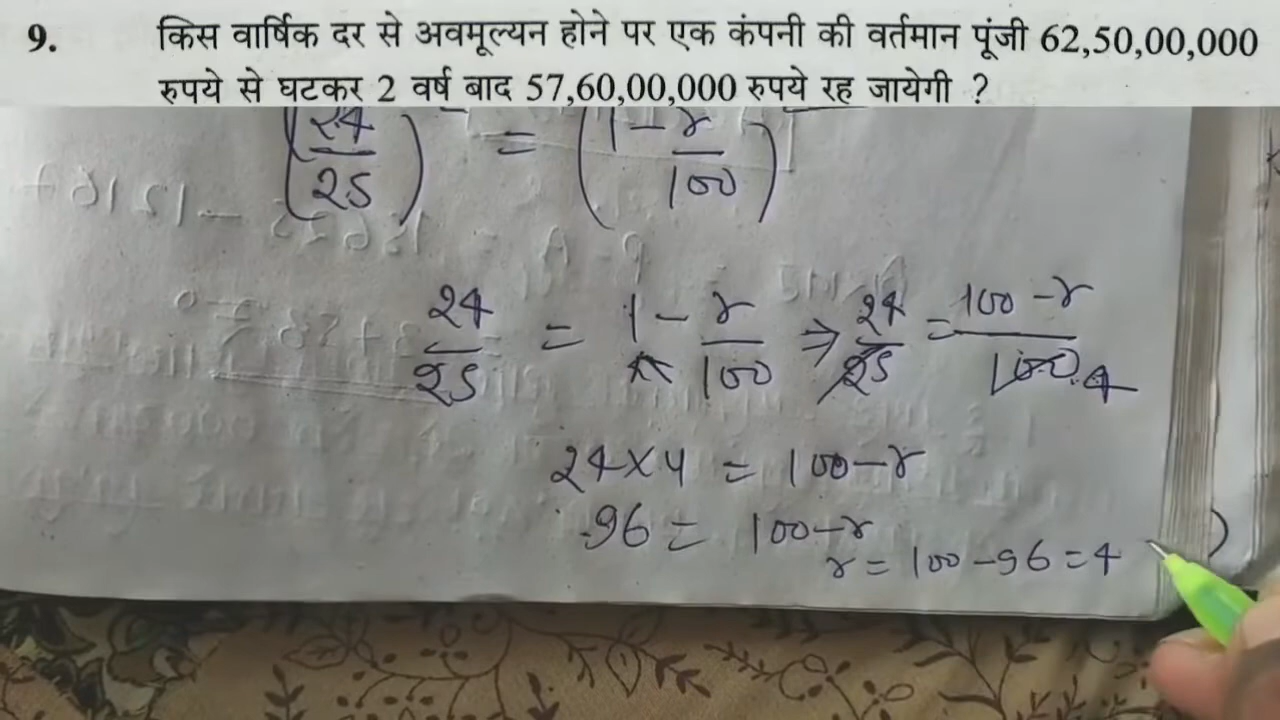 9. किस वार्षिक दर से अवमूल्यन होने पर एक कंपनी की वर्तमान पूंजी 62,50,00,000
रुपये से घटकर 2 वर्ष बाद 57,60,00,000 रुपये रह जायेगी ?
(24/25) = (1 - r/100)
24/25 = 1 - r/100 ⇒ 24/25 = 100 - r/100 4
24 × 4 = 100 - r
96 = 100 - r
r = 100 - 96 = 4